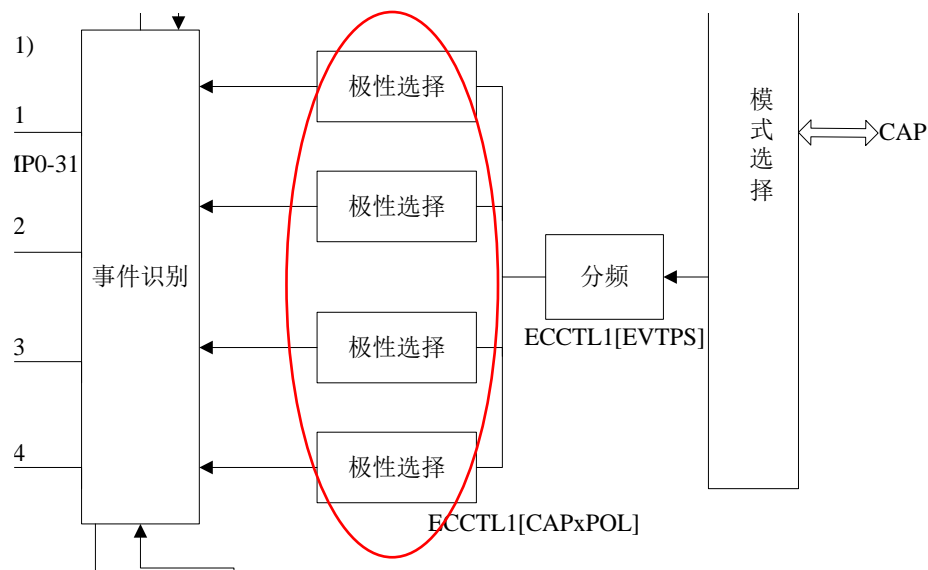 1)
极性选择
1
模式选择
CAP
MP0-31
极性选择
2
事件识别
分频
ECCTL1[EVTPS]
3
极性选择
4
极性选择
ECCTL1[CAPxPOL]